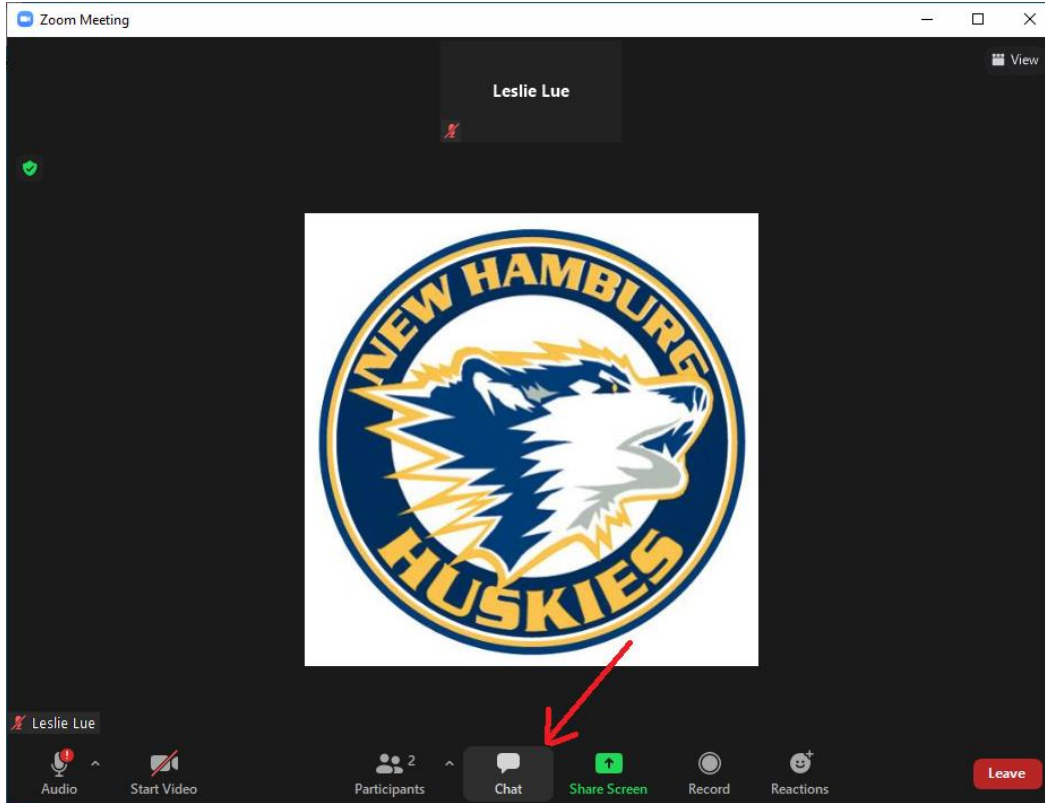 Zoom Meeting
View
Leslie Lue
NEW HAMBURG
HUSKIES
Leslie Lue
2
Audio
Start Video
Participants
Chat
Share Screen
Record
Reactions
Leave